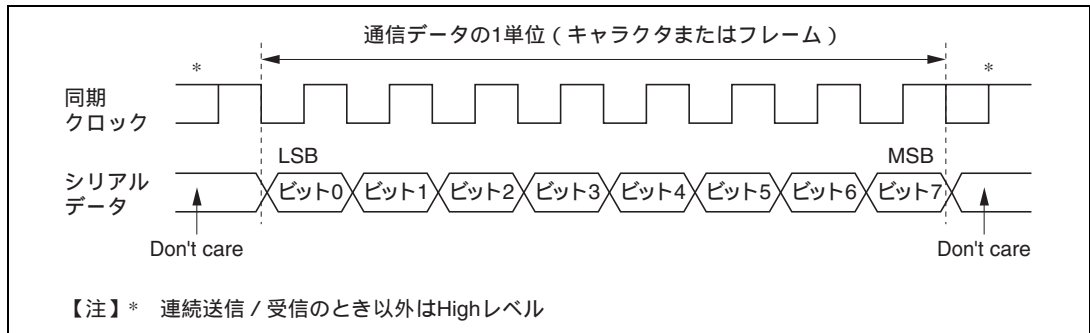 通信データの1単位（キャラクタまたはフレーム）
* *
同期
クロック
LSB MSB
シリアル
データ
ビット0 ビット1 ビット2 ビット3 ビット4 ビット5 ビット6 ビット7
Don't care Don't care
【注】* 連続送信 / 受信のとき以外はHighレベル